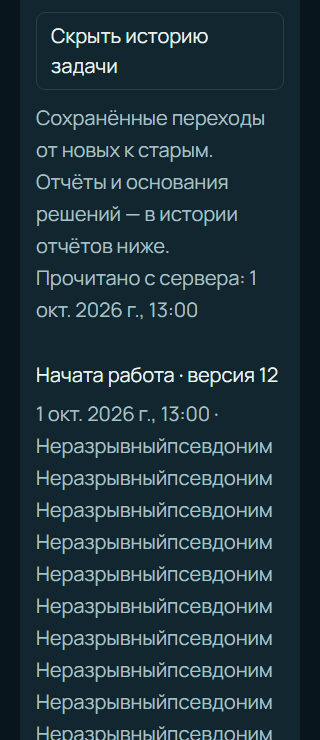 Скрыть историю
задачи
Сохранённые переходы
от новых к старым.
Отчёты и основания
решений — в истории
отчётов ниже.
Прочитано с сервера: 1
окт. 2026 г., 13:00
Начата работа · версия 12
1 окт. 2026 г., 13:00 ·
Неразрывныйпсевдоним
Неразрывныйпсевдоним
Неразрывныйпсевдоним
Неразрывныйпсевдоним
Неразрывныйпсевдоним
Неразрывныйпсевдоним
Неразрывныйпсевдоним
Неразрывныйпсевдоним
Неразрывныйпсевдоним
Неразрывныйпсевдоним